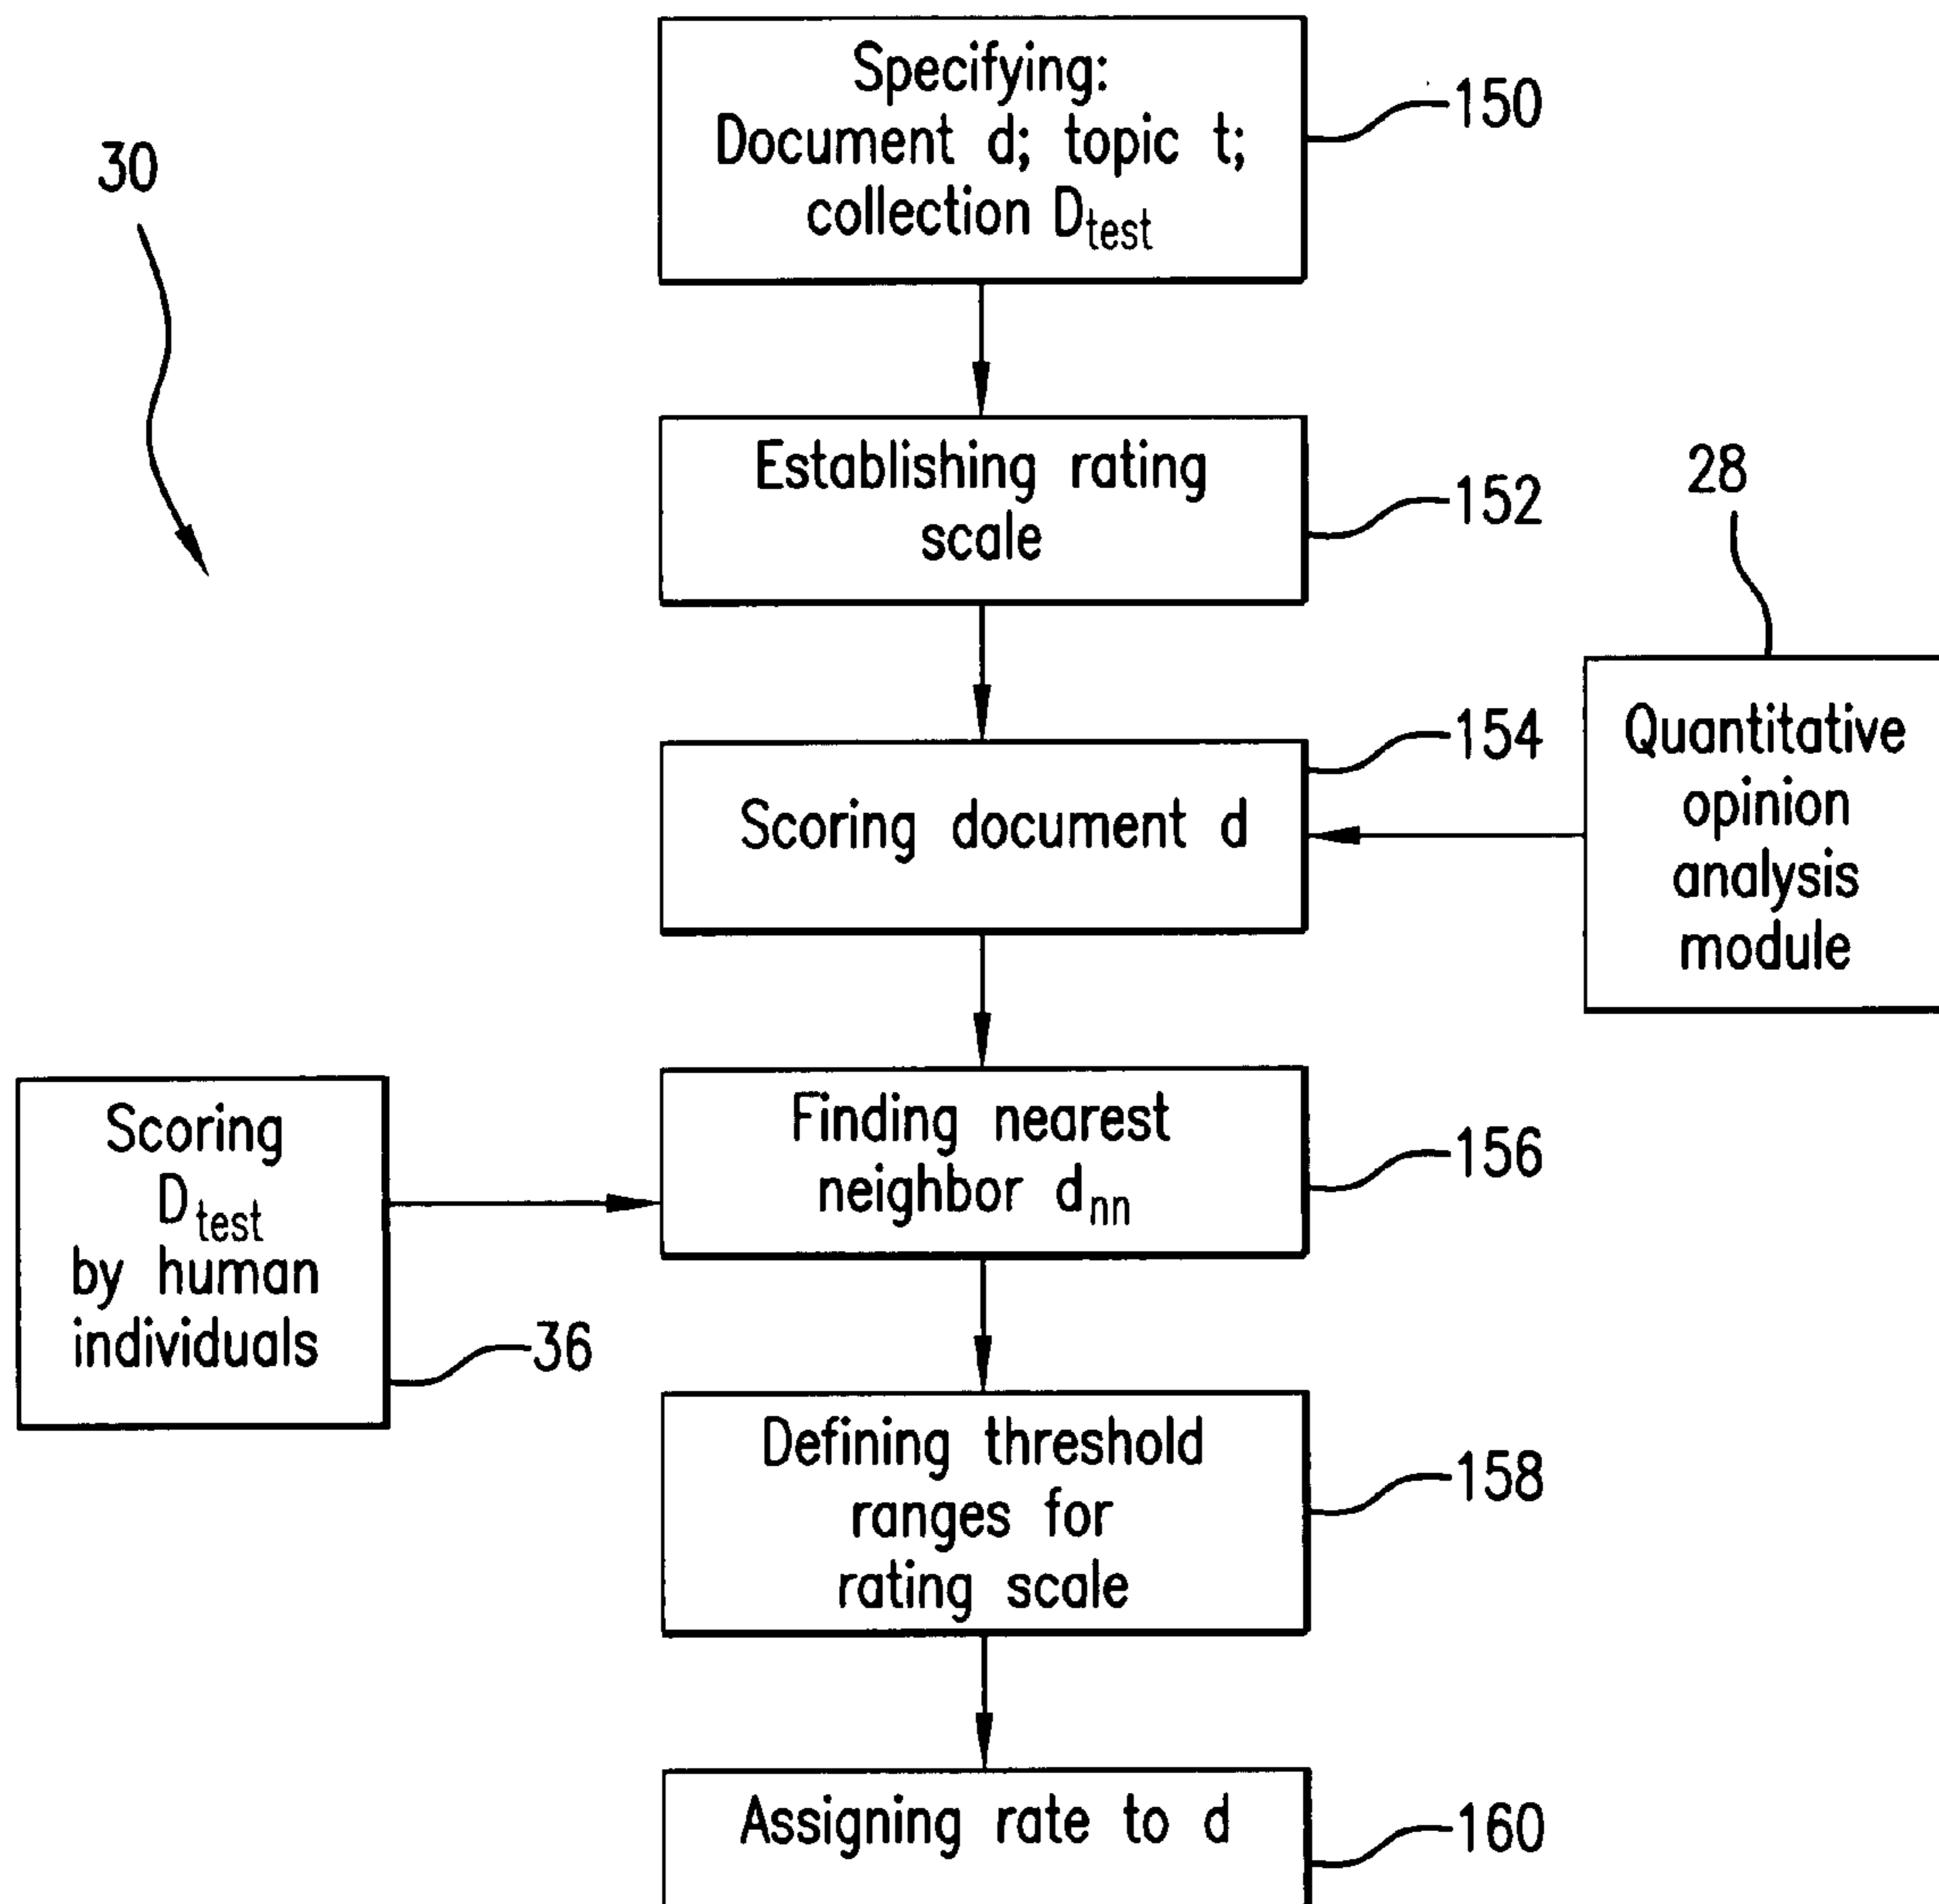 Specifying:
Document d; topic t;
collection Dtest
150
30
Establishing rating
scale
152
28
Scoring document d
154
Quantitative
opinion
analysis
module
Scoring
Dtest
by human
individuals
36
Finding nearest
neighbor dnn
156
Defining threshold
ranges for
rating scale
158
Assigning rate to d
160